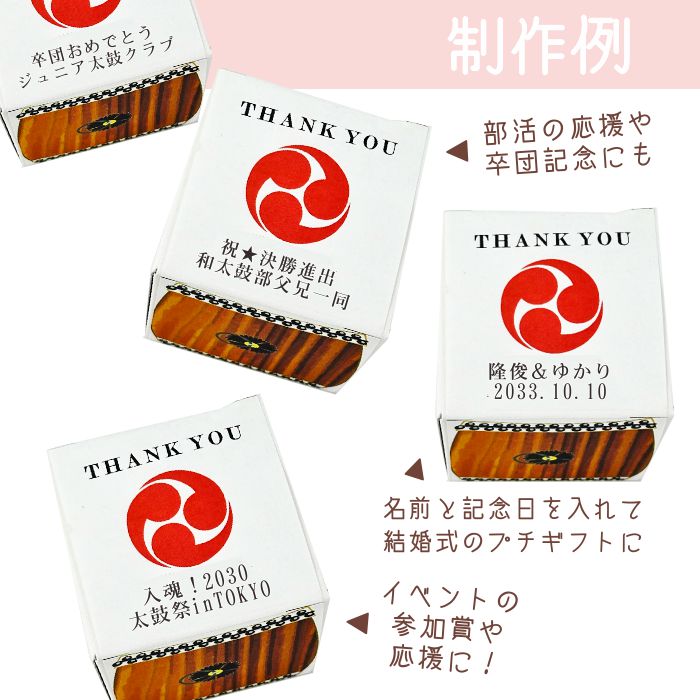 制作例
卒団おめでとう
ジュニア太鼓クラブ
THANK YOU
祝★決勝進出
和太鼓部父兄一同
部活の応援や
卒団記念にも
THANK YOU
隆俊&ゆかり
2033.10.10
名前と記念日を入れて
結婚式のプチギフトに
THANK YOU
入魂!2030
太鼓祭inTOKYO
イベントの
参加賞や
応援に!